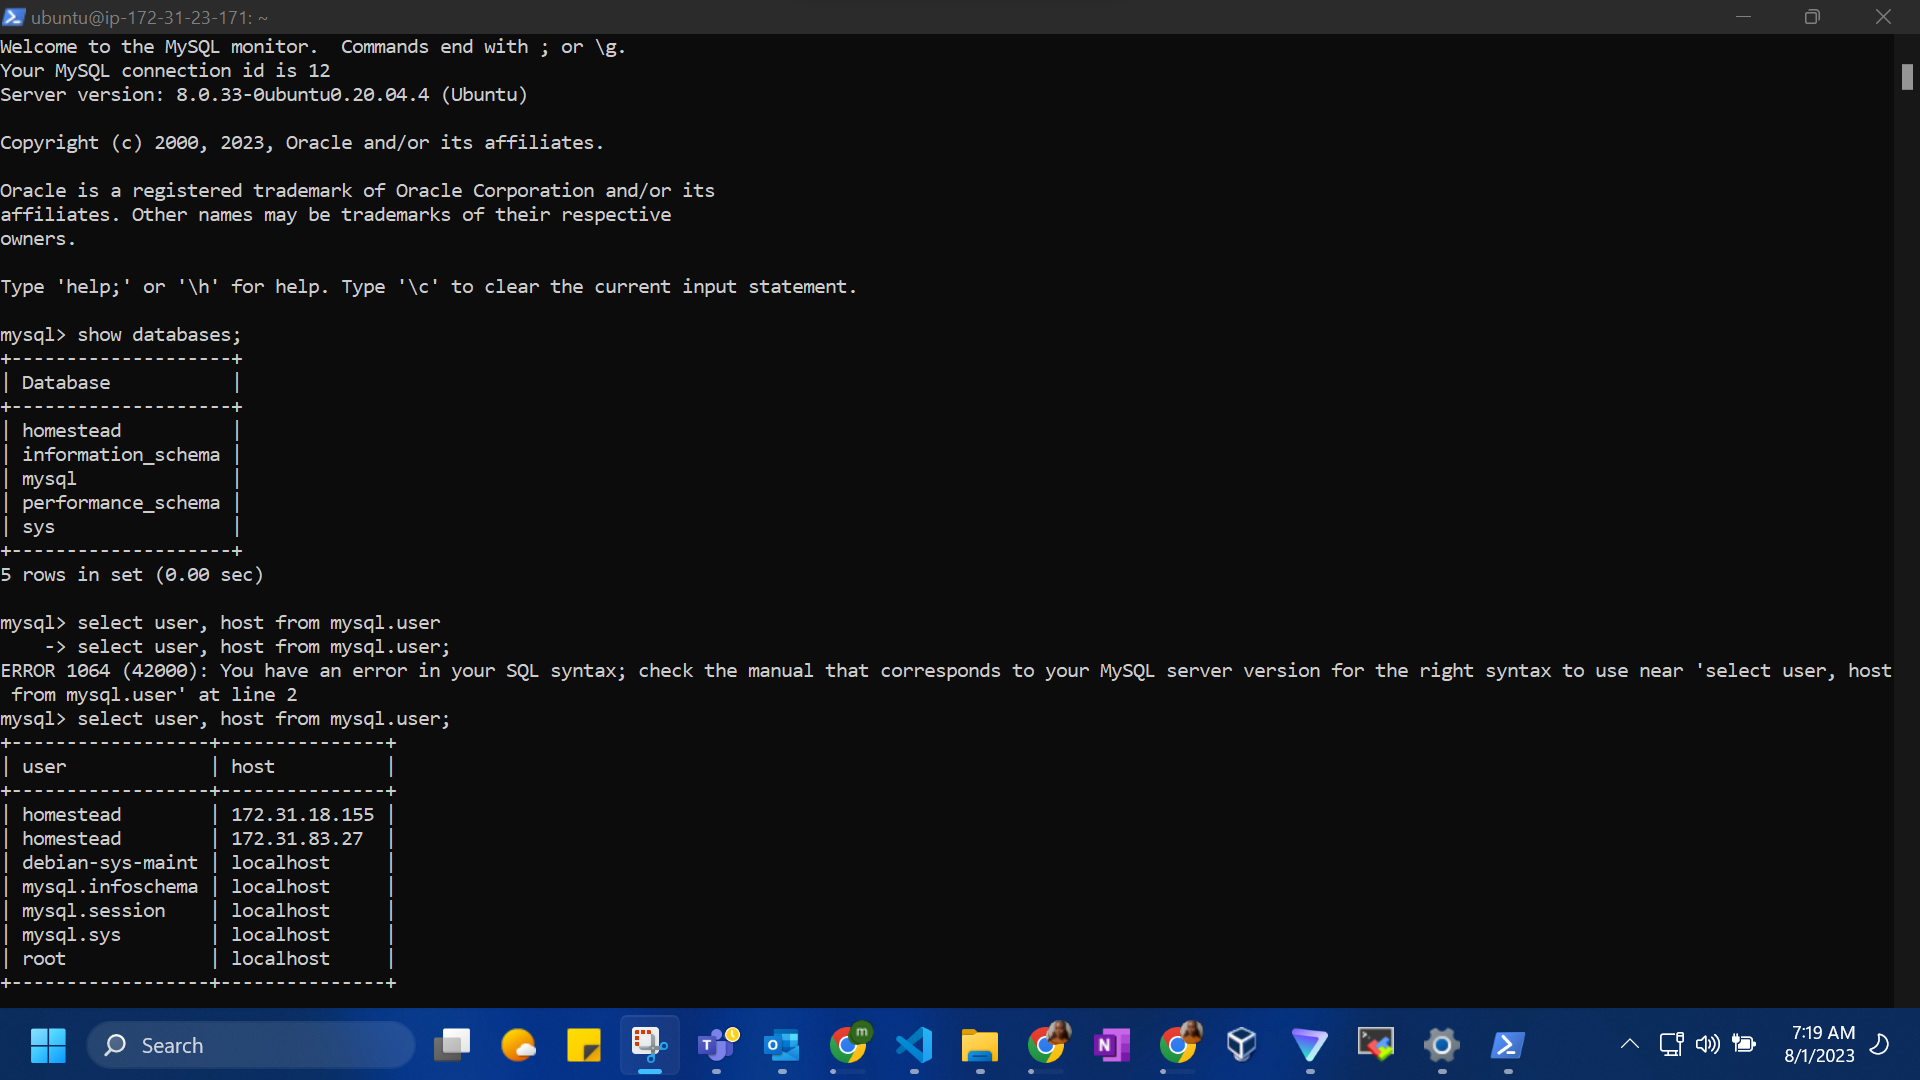 ubuntu@ip-172-31-23-171: ~
Welcome to the MySQL monitor.  Commands end with ; or \g.
Your MySQL connection id is 12
Server version: 8.0.33-0ubuntu0.20.04.4 (Ubuntu)
Copyright (c) 2000, 2023, Oracle and/or its affiliates.
Oracle is a registered trademark of Oracle Corporation and/or its
affiliates. Other names may be trademarks of their respective
owners.
Type 'help;' or '\h' for help. Type '\c' to clear the current input statement.
mysql> show databases;
+--------------------+
| Database           |
+--------------------+
| homestead          |
| information_schema |
| mysql              |
| performance_schema |
| sys                |
+--------------------+
5 rows in set (0.00 sec)
mysql> select user, host from mysql.user
    -> select user, host from mysql.user;
ERROR 1064 (42000): You have an error in your SQL syntax; check the manual that corresponds to your MySQL server version for the right syntax to use near 'select user, host
 from mysql.user' at line 2
mysql> select user, host from mysql.user;
+------------------+---------------+
| user             | host          |
+------------------+---------------+
| homestead        | 172.31.18.155 |
| homestead        | 172.31.83.27  |
| debian-sys-maint | localhost     |
| mysql.infoschema | localhost     |
| mysql.session    | localhost     |
| mysql.sys        | localhost     |
| root             | localhost     |
+------------------+---------------+
Search
m
7:19 AM
8/1/2023